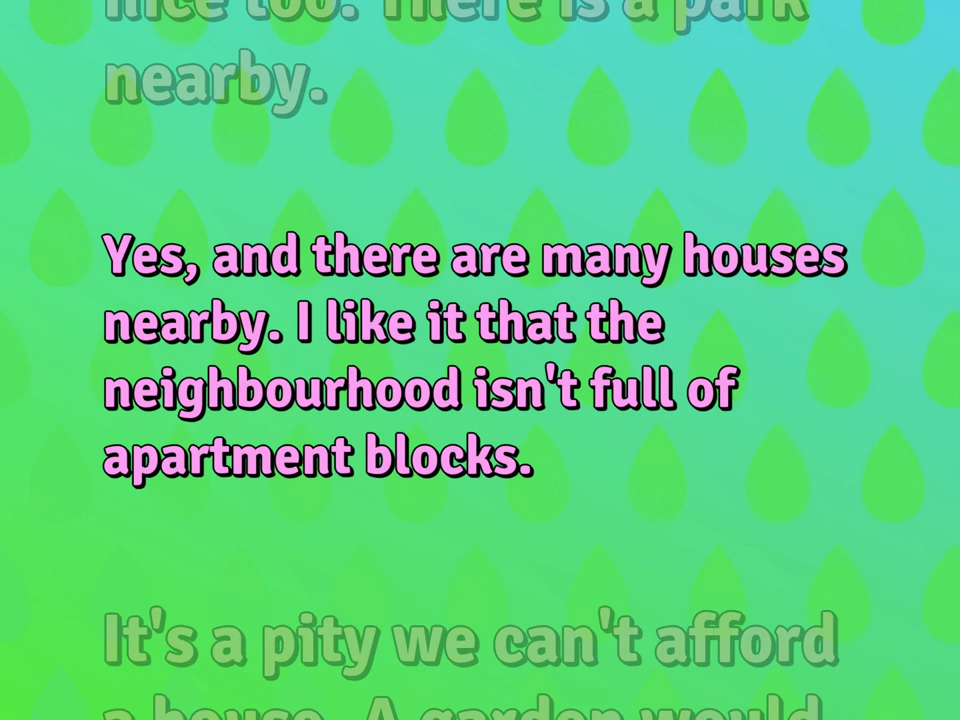 nice too. There is a park
nearby.
Yes, and there are many houses
nearby. I like it that the
neighbourhood isn't full of
apartment blocks.
It's a pity we can't afford
a house. A garden would